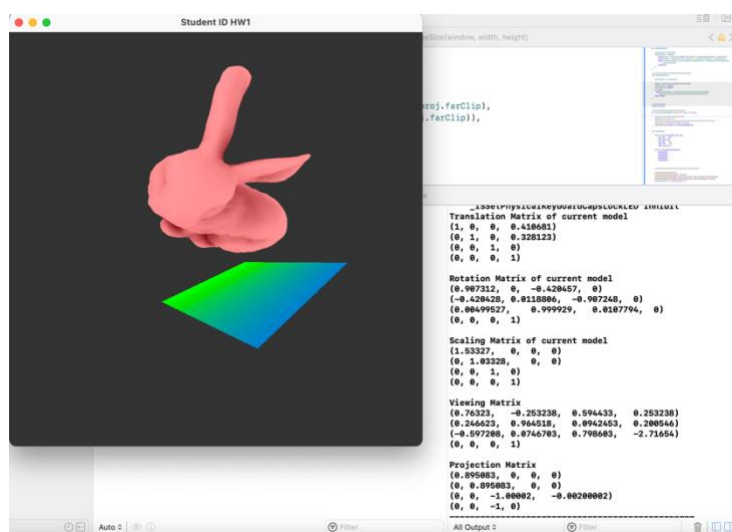 Student ID HW1
eSize(window, width, height)
proj.farClip),
j.farClip)),
_ISSetPhysicalKeyboardCapsLockLED Inhibit
Translation Matrix of current model
(1, 0, 0, 0.410681)
(0, 1, 0, 0.328123)
(0, 0, 1, 0)
(0, 0, 0, 1)
Rotation Matrix of current model
(0.907312, 0, -0.420457, 0)
(-0.420428, 0.0118806, -0.907248, 0)
(0.00499527, 0.999929, 0.0107794, 0)
(0, 0, 0, 1)
Scaling Matrix of current model
(1.53327, 0, 0, 0)
(0, 1.03328, 0, 0)
(0, 0, 1, 0)
(0, 0, 0, 1)
Viewing Matrix
(0.76323, -0.253238, 0.594433, 0.253238)
(0.246623, 0.964518, 0.0942453, 0.200546)
(-0.597208, 0.0746703, 0.798603, -2.71654)
(0, 0, 0, 1)
Projection Matrix
(0.895083, 0, 0, 0)
(0, 0.895083, 0, 0)
(0, 0, -1.00002, -0.00200002)
(0, 0, -1, 0)
Auto
Filter
All Output
Filter